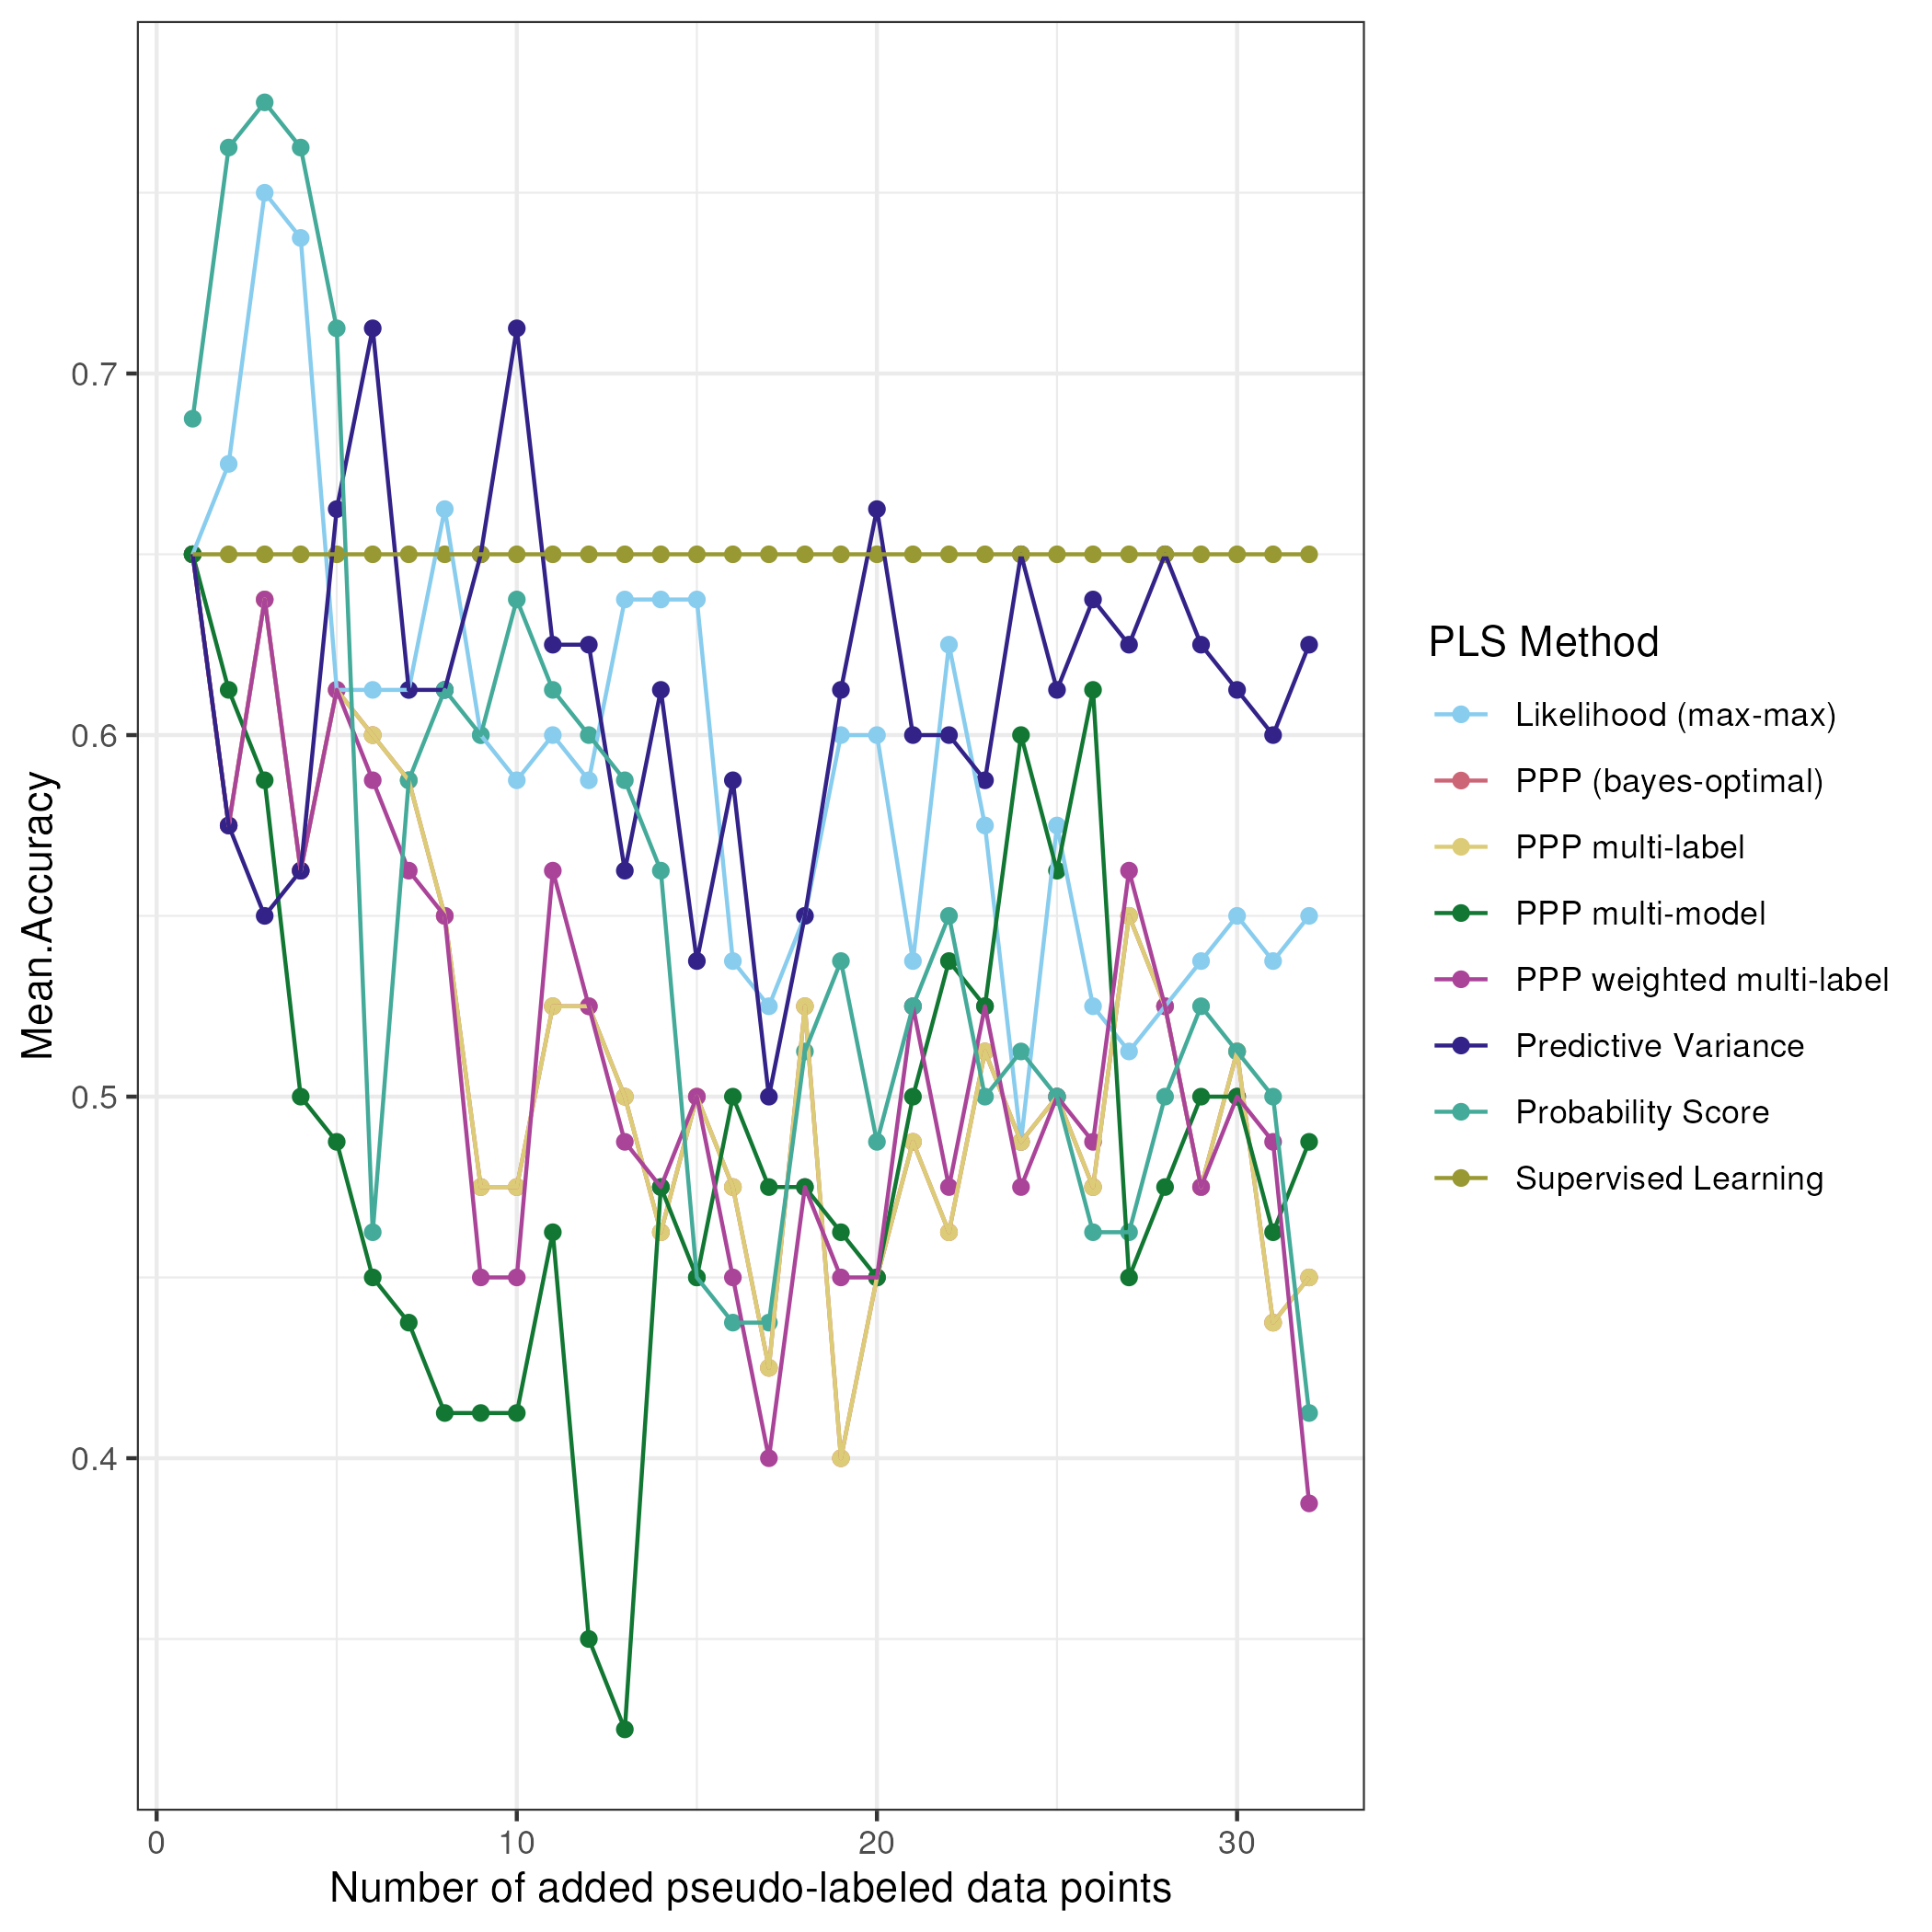 Mean.Accuracy
0.7
0.6
0.5
0.4
0 10 20 30
Number of added pseudo-labeled data points
PLS Method
Likelihood (max-max)
PPP (bayes-optimal)
PPP multi-label
PPP multi-model
PPP weighted multi-label
Predictive Variance
Probability Score
Supervised Learning